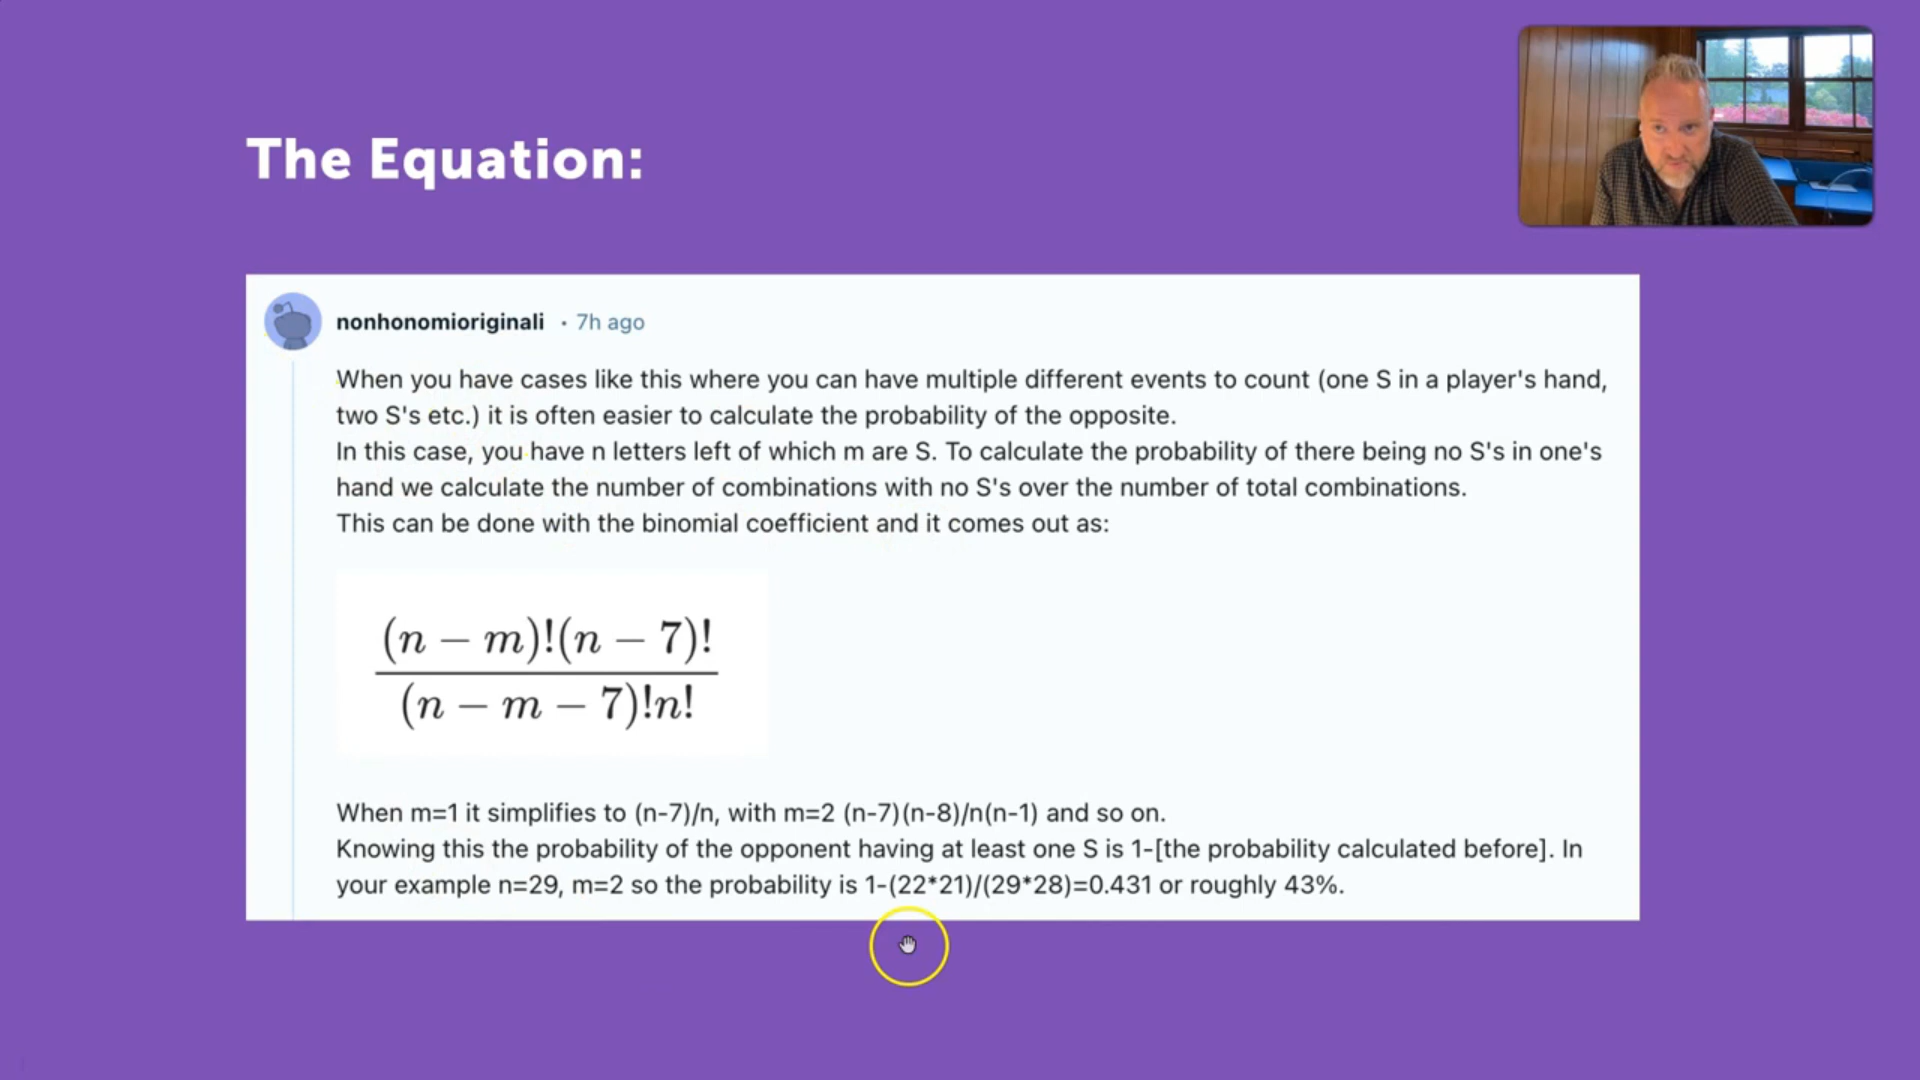 The Equation:
nonhonomioriginali · 7h ago
When you have cases like this where you can have multiple different events to count (one S in a player's hand,
two S's etc.) it is often easier to calculate the probability of the opposite.
In this case, you have n letters left of which m are S. To calculate the probability of there being no S's in one's
hand we calculate the number of combinations with no S's over the number of total combinations.
This can be done with the binomial coefficient and it comes out as:
(n − m)!(n − 7)!
(n − m − 7)!n!
When m=1 it simplifies to (n-7)/n, with m=2 (n-7)(n-8)/n(n-1) and so on.
Knowing this the probability of the opponent having at least one S is 1-[the probability calculated before]. In
your example n=29, m=2 so the probability is 1-(22*21)/(29*28)=0.431 or roughly 43%.